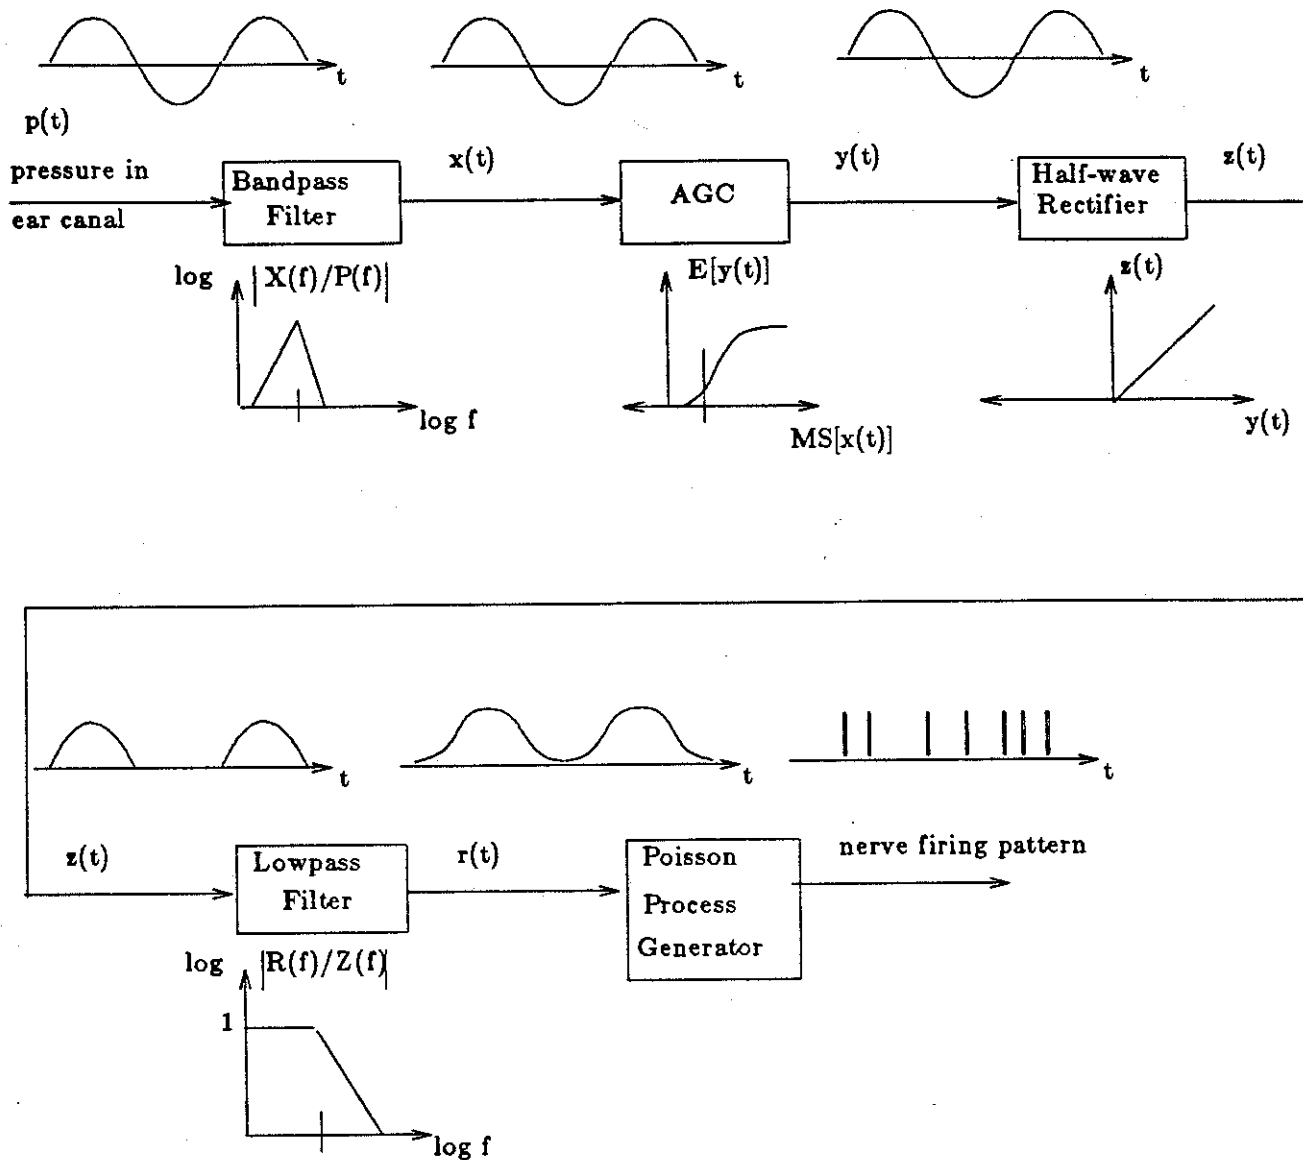 t
t
t
p(t)
pressure in
ear canal
Bandpass
Filter
x(t)
AGC
y(t)
Half-wave
Rectifier
z(t)
log |X(f)/P(f)|
log f
E[y(t)]
MS[x(t)]
z(t)
y(t)
t
t
t
z(t)
Lowpass
Filter
r(t)
Poisson
Process
Generator
nerve firing pattern
log |R(f)/Z(f)|
1
log f